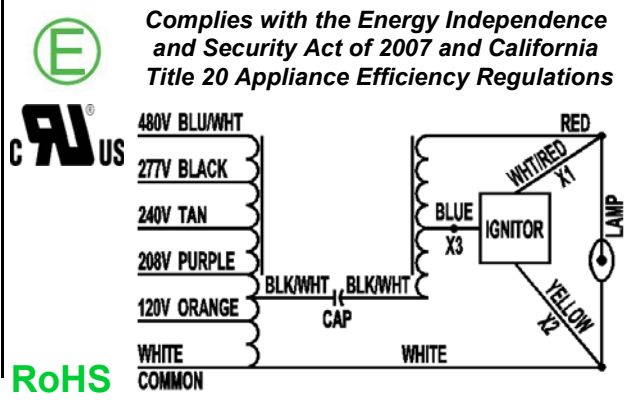 Complies with the Energy Independence
and Security Act of 2007 and California
Title 20 Appliance Efficiency Regulations
E
c RU ® US
480V BLU/WHT
277V BLACK
240V TAN
208V PURPLE
120V ORANGE
WHITE
COMMON
BLK/WHT
BLK/WHT
CAP
BLUE
X3
IGNITOR
RED
WHT/RED
X1
LAMP
YELLOW
X2
WHITE
RoHS